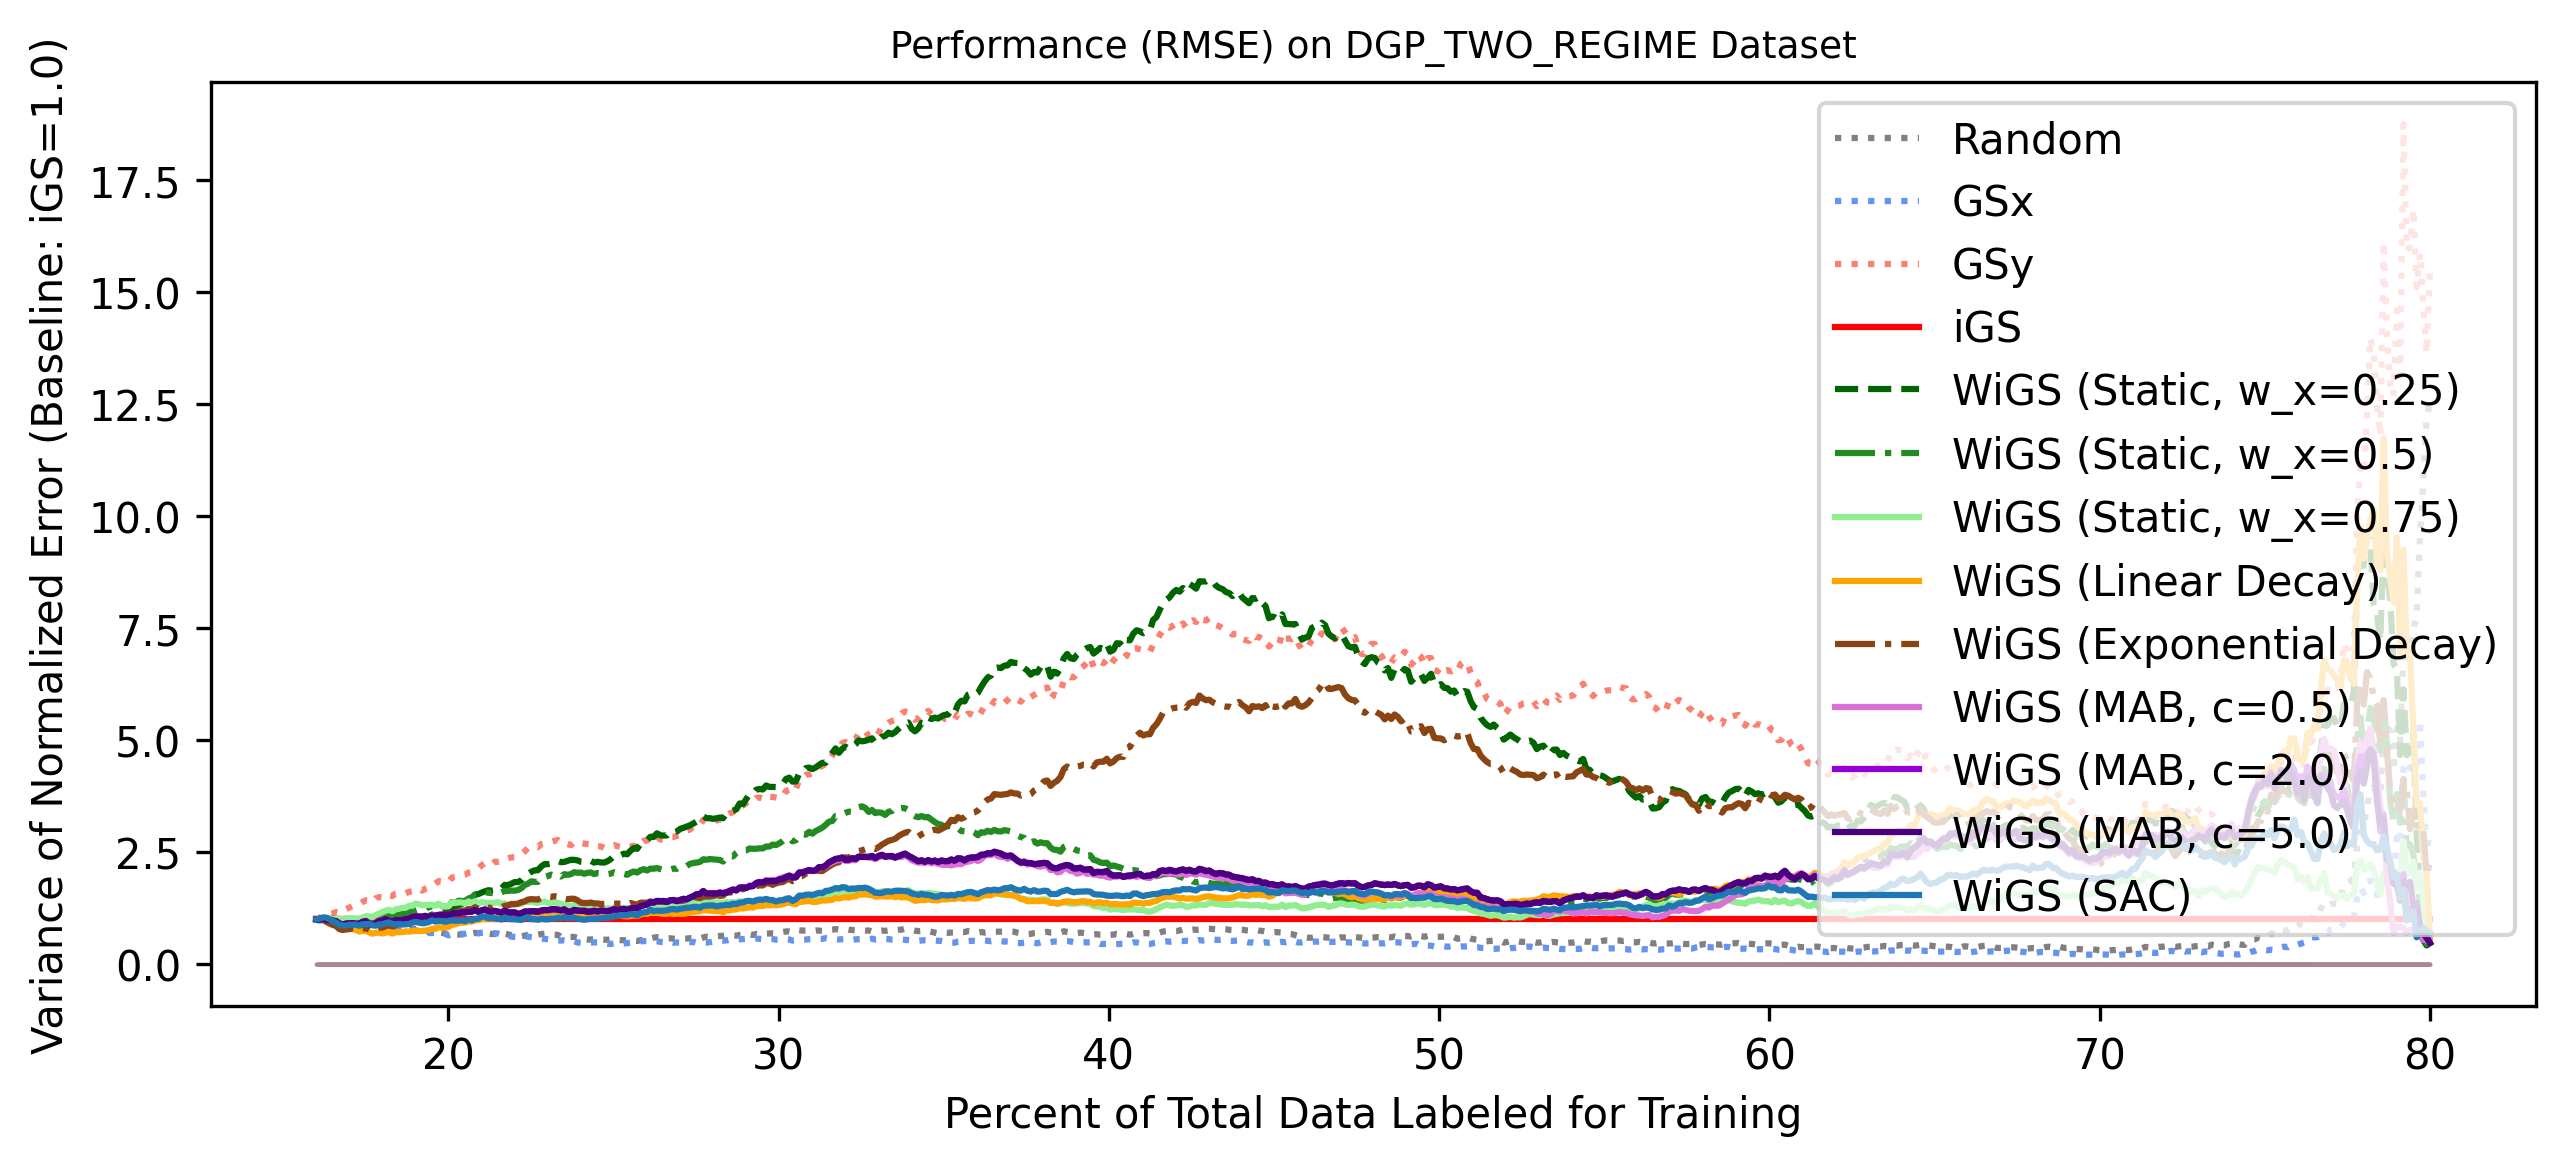 Performance (RMSE) on DGP_TWO_REGIME Dataset
Variance of Normalized Error (Baseline: iGS=1.0)
17.5
15.0
12.5
10.0
7.5
5.0
2.5
0.0
Random
GSx
GSy
iGS
WiGS (Static, w_x=0.25)
WiGS (Static, w_x=0.5)
WiGS (Static, w_x=0.75)
WiGS (Linear Decay)
WiGS (Exponential Decay)
WiGS (MAB, c=0.5)
WiGS (MAB, c=2.0)
WiGS (MAB, c=5.0)
WiGS (SAC)
20 30 40 50 60 70 80
Percent of Total Data Labeled for Training